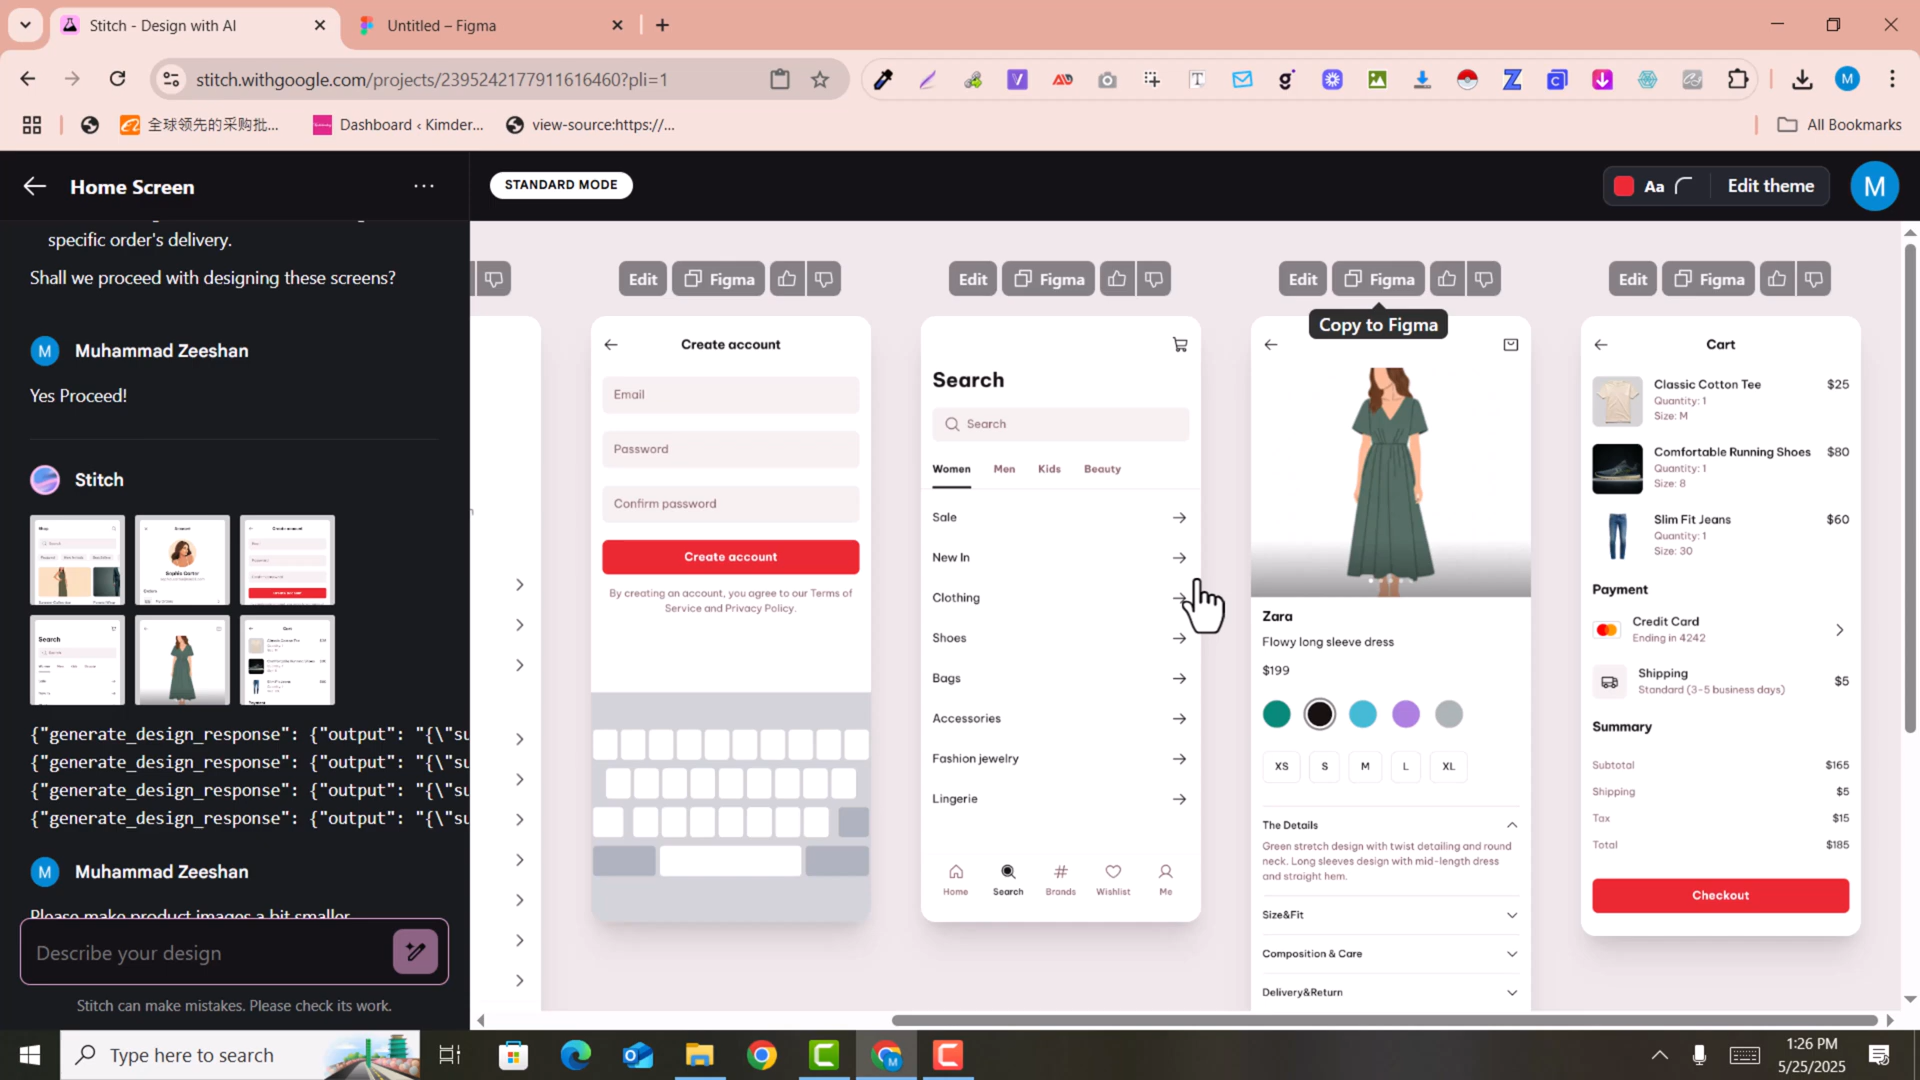 Stitch - Design with AI
Untitled – Figma
stitch.withgoogle.com/projects/2395242177911616460?pli=1
全球领先的采购批...
Dashboard ‹ Kimder...
view-source:https://...
All Bookmarks
Home Screen
STANDARD MODE
Aa
Edit theme
M
specific order's delivery.
Shall we proceed with designing these screens?
M
Muhammad Zeeshan
Yes Proceed!
Stitch
{"generate_design_response": {"output": "{\"su
{"generate_design_response": {"output": "{\"su
{"generate_design_response": {"output": "{\"su
{"generate_design_response": {"output": "{\"su
M
Muhammad Zeeshan
Please make product images a bit smaller
Describe your design
Stitch can make mistakes. Please check its work.
Edit
Figma
Create account
Email
Password
Confirm password
Create account
By creating an account, you agree to our Terms of
Service and Privacy Policy.
Edit
Figma
Search
Search
Women
Men
Kids
Beauty
Sale
New In
Clothing
Shoes
Bags
Accessories
Fashion jewelry
Lingerie
Home
Search
Brands
Wishlist
Me
Edit
Figma
Copy to Figma
Zara
Flowy long sleeve dress
$199
XS
S
M
L
XL
The Details
Green stretch design with twist detailing and round
neck. Long sleeves design with mid-length dress
and straight hem.
Size&Fit
Composition & Care
Delivery&Return
Edit
Figma
Cart
Classic Cotton Tee
$25
Quantity: 1
Size: M
Comfortable Running Shoes
$80
Quantity: 1
Size: 8
Slim Fit Jeans
$60
Quantity: 1
Size: 30
Payment
Credit Card
Ending in 4242
Shipping
Standard (3-5 business days)
$5
Summary
Subtotal
$165
Shipping
$5
Tax
$15
Total
$185
Checkout
Type here to search
1:26 PM
5/25/2025